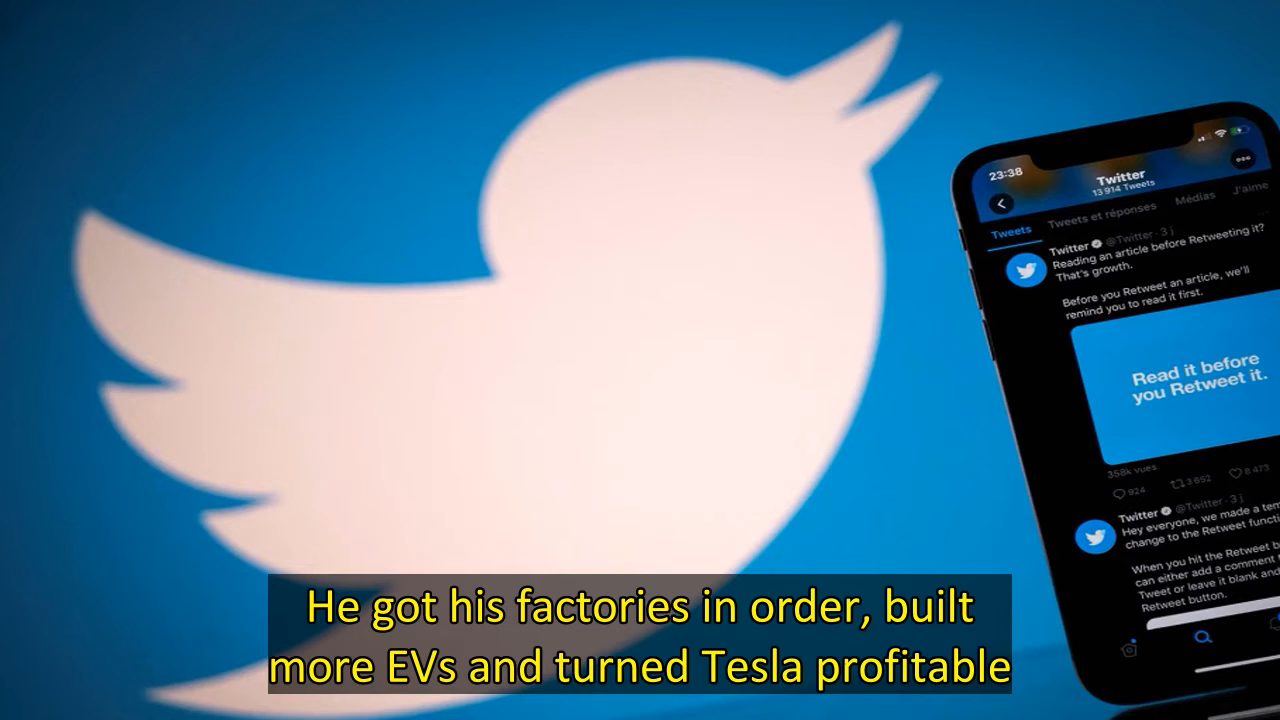 23:38
Twitter
13 914 Tweets
Tweets Tweets et réponses Médias J'aime
Twitter @Twitter · 3 j
Reading an article before Retweeting it?
That's growth.
Before you Retweet an article, we'll
remind you to read it first.
Read it before
you Retweet it.
358k vues
924 3 652 8 473
Twitter @Twitter · 3 j
Hey everyone, we made a tem
change to the Retweet functi
When you hit the Retweet b
can either add a comment
Tweet or leave it blank and
Retweet button.
He got his factories in order, built
more EVs and turned Tesla profitable